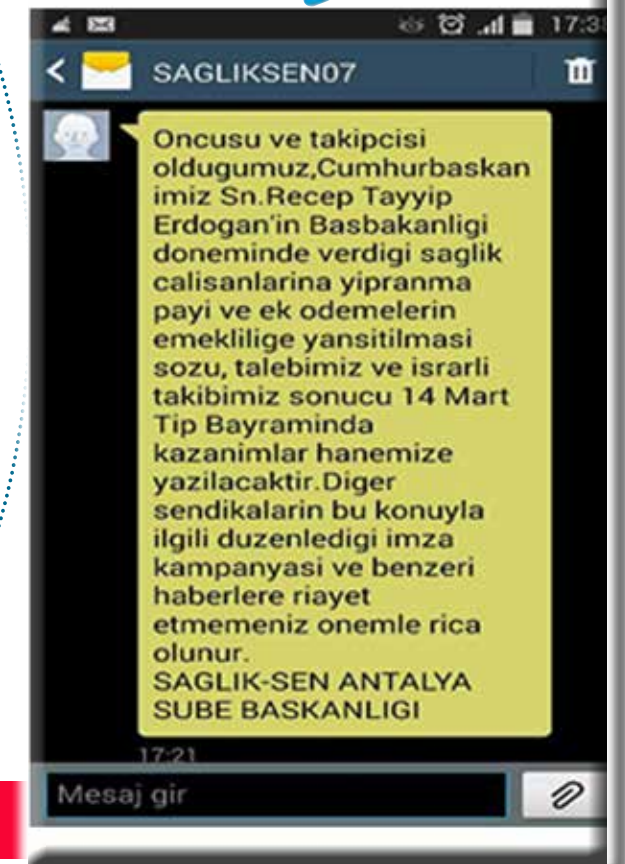 17:3
SAGLIKSEN07
Oncusu ve takipcisi
oldugumuz,Cumhurbaskan
imiz Sn.Recep Tayyip
Erdogan'in Basbakanligi
doneminde verdigi saglik
calisanlarina yipranma
payi ve ek odemelerin
emeklilige yansitilmasi
sozu, talebimiz ve israrli
takibimiz sonucu 14 Mart
Tip Bayraminda
kazanimlar hanemize
yazilacaktir.Diger
sendikalarin bu konuyla
ilgili duzenledigi imza
kampanyasi ve benzeri
haberlere riayet
etmemeniz onemle rica
olunur.
SAGLIK-SEN ANTALYA
SUBE BASKANLIGI
17:21
Mesaj gir